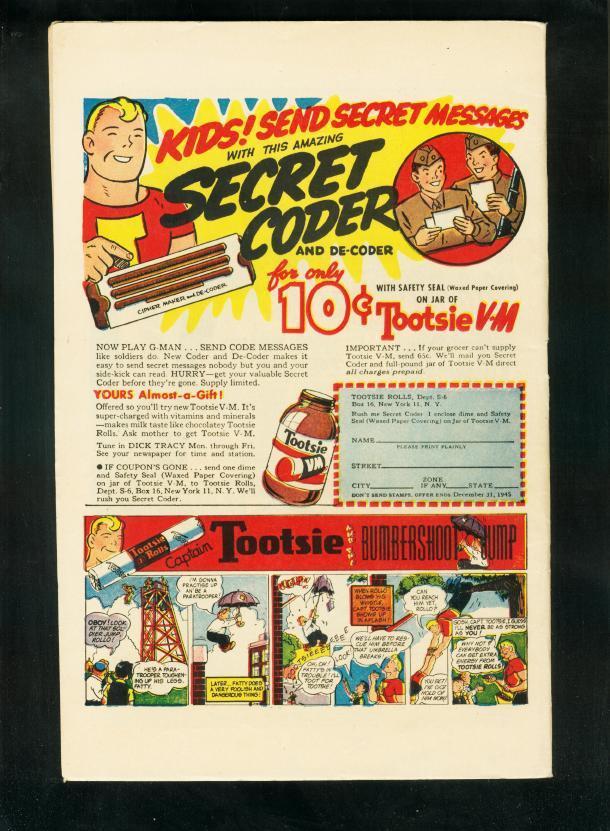 KIDS! SEND SECRET MESSAGES
WITH THIS AMAZING
SECRET
CODER
AND DE-CODER
CIPHER MAKER and DE-CODER
for only
10¢
WITH SAFETY SEAL (Waxed Paper Covering)
ON JAR OF
Tootsie V-M
NOW PLAY G-MAN . . . SEND CODE MESSAGES
like soldiers do. New Coder and De-Coder makes it
easy to send secret messages nobody but you and your
side-kick can read. HURRY—get your valuable Secret
Coder before they're gone. Supply limited.
YOURS Almost-a-Gift!
Offered so you'll try new Tootsie V-M. It's
super-charged with vitamins and minerals
—makes milk taste like chocolatey Tootsie
Rolls. Ask mother to get Tootsie V-M.
Tune in DICK TRACY Mon. through Fri.
See your newspaper for time and station.
● IF COUPON'S GONE . . . send one dime
and Safety Seal (Waxed Paper Covering)
on jar of Tootsie V-M, to Tootsie Rolls,
Dept. S-6, Box 16, New York 11, N. Y. We'll
rush you Secret Coder.
Tootsie
V-M
IMPORTANT . . . If your grocer can't supply
Tootsie V-M, send 65c. We'll mail you Secret
Coder and full-pound jar of Tootsie V-M direct
all charges prepaid.
TOOTSIE ROLLS, Dept. S-6
Box 16, New York 11, N. Y.
Rush me Secret Coder I enclose dime and Safety
Seal (Waxed Paper Covering) on Jar of Tootsie V-M.
NAME
PLEASE PRINT PLAINLY
STREET
CITY ZONE IF ANY STATE
DON'T SEND STAMPS, OFFER ENDS December 31, 1945
Tootsie Rolls
Captain Tootsie AND THE BUMBERSHOOT JUMP
OBOY! LOOK
AT THAT SOL-
DIER JUMP,
ROLLO!
HE'S A PARA-
TROOPER TOUGHEN-
ING UP HIS LEGS,
FATTY.
I'M GONNA
PRACTISE UP
AN' BE A
PARATROOPER!
LATER... FATTY DOES
A VERY FOOLISH AND
DANGEROUS THING!
OH, OH!
FATTY'S IN
TROUBLE! I'LL
TOOT FOR
TOOTSIE!
WHEN ROLLO
BLOWS HIS
WHISTLE,
CAPT. TOOTSIE
SHOWS UP
IN A FLASH!
LOOK!
WE'LL HAVE TO RES-
CUE HIM BEFORE
THAT UMBRELLA
BREAKS!
CAN
YOU REACH
HIM YET,
ROLLO?
YOU BET!
I'VE GOT
HOLD OF
HIM NOW!
GOSH, CAPT. TOOTSIE, I GUESS
I'LL NEVER BE AS STRONG
AS YOU!
WHY NOT?
EVERYBODY
CAN GET EXTRA
ENERGY FROM
TOOTSIE ROLLS!